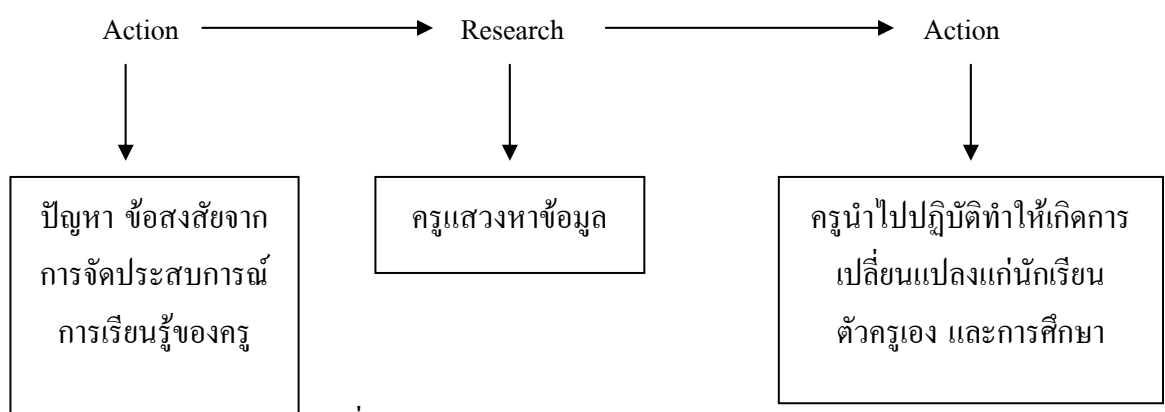 Action Research Action
ปัญหา ข้อสงสัยจาก
การจัดประสบการณ์
การเรียนรู้ของครู
ครูแสวงหาข้อมูล
ครูนำไปปฏิบัติทำให้เกิดการ
เปลี่ยนแปลงแก่นักเรียน
ตัวครูเอง และการศึกษา